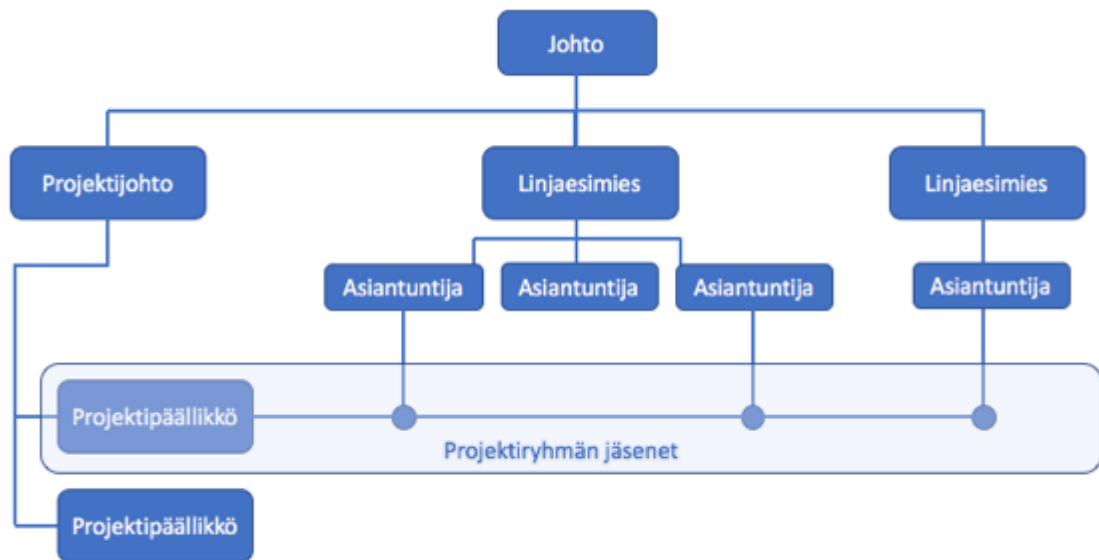 Johto
Projektijohto
Linjaesimies
Linjaesimies
Asiantuntija
Asiantuntija
Asiantuntija
Asiantuntija
Projektipäällikkö
Projektiryhmän jäsenet
Projektipäällikkö